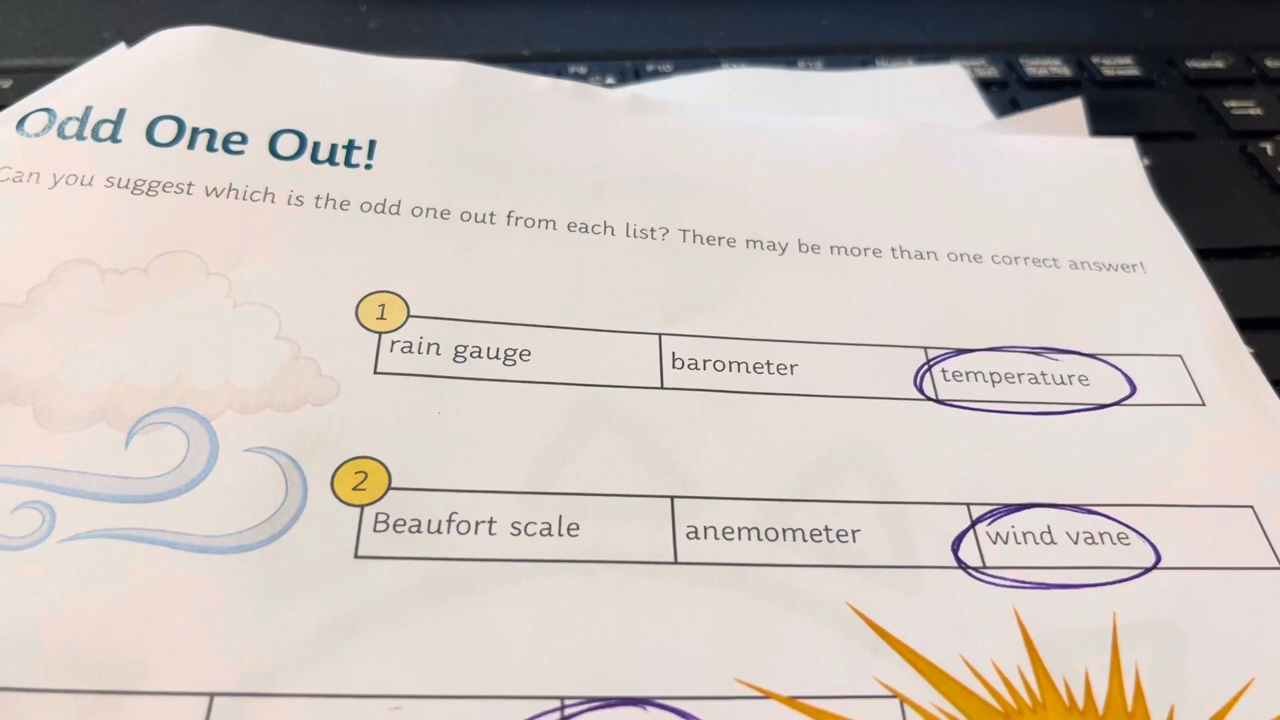 Odd One Out!
Can you suggest which is the odd one out from each list? There may be more than one correct answer!
1
rain gauge barometer temperature
2
Beaufort scale anemometer wind vane